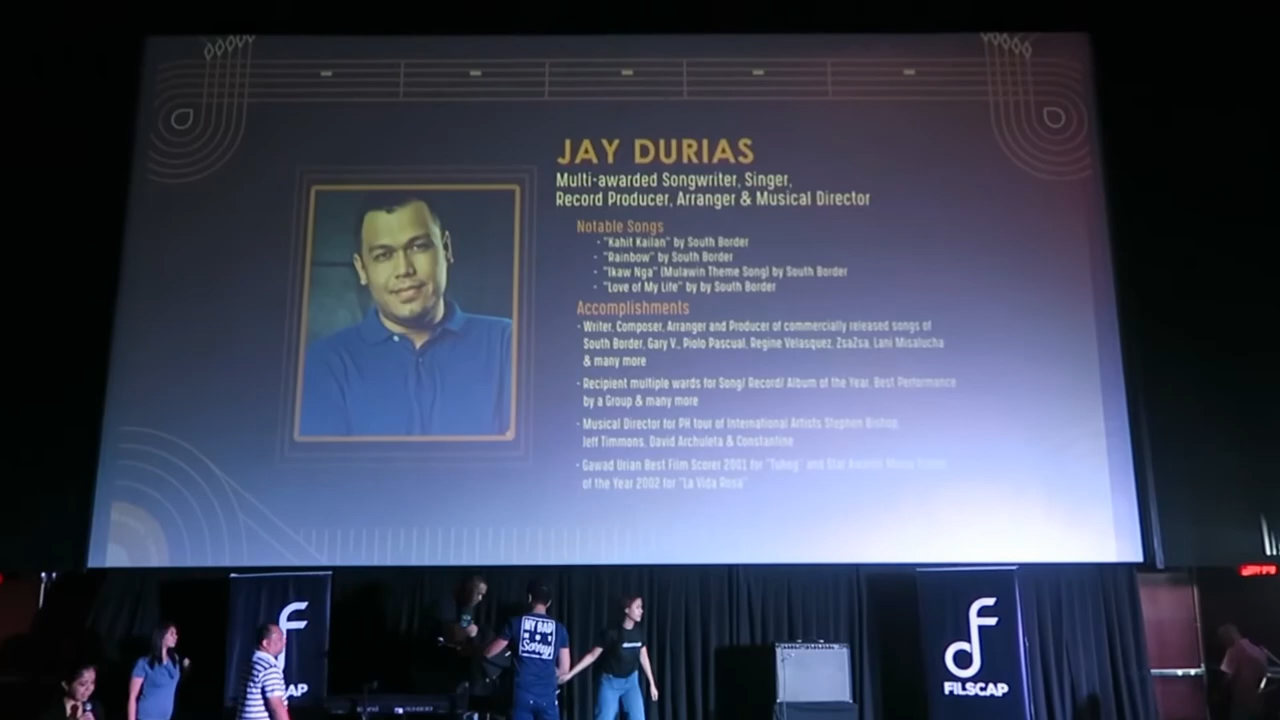 JAY DURIAS
Multi-awarded Songwriter, Singer,
Record Producer, Arranger & Musical Director
Notable Songs
- "Kahit Kailan" by South Border
- "Rainbow" by South Border
- "Ikaw Nga" (Mulawin Theme Song) by South Border
- "Love of My Life" by by South Border
Accomplishments
- Writer, Composer, Arranger and Producer of commercially released songs of
South Border, Gary V., Piolo Pascual, Regine Velasquez, ZsaZsa, Lani Misalucha
& many more
- Recipient multiple wards for Song/ Record/ Album of the Year, Best Performance
by a Group & many more
- Musical Director for PH tour of International Artists Stephen Bishop,
Jeff Timmons, David Archuleta & Constantine
- Gawad Urian Best Film Scorer 2001 for "Tuhog" and Star Awards
of the Year 2002 for "La Vida Rosa"
MY BAD
NOT
Sorry
FILSCAP